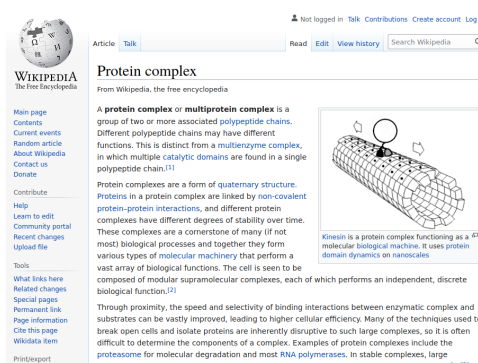 Not logged in Talk Contributions Create account Log
Article Talk Read Edit View history Search Wikipedia
WIKIPEDIA
The Free Encyclopedia
Main page
Contents
Current events
Random article
About Wikipedia
Contact us
Donate
Contribute
Help
Learn to edit
Community portal
Recent changes
Upload file
Tools
What links here
Related changes
Special pages
Permanent link
Page information
Cite this page
Wikidata item
Print/export
Protein complex
From Wikipedia, the free encyclopedia
A protein complex or multiprotein complex is a
group of two or more associated polypeptide chains.
Different polypeptide chains may have different
functions. This is distinct from a multienzyme complex,
in which multiple catalytic domains are found in a single
polypeptide chain.[1]
Protein complexes are a form of quaternary structure.
Proteins in a protein complex are linked by non-covalent
protein–protein interactions, and different protein
complexes have different degrees of stability over time.
These complexes are a cornerstone of many (if not
most) biological processes and together they form
various types of molecular machinery that perform a
vast array of biological functions. The cell is seen to be
composed of modular supramolecular complexes, each of which performs an independent, discrete
biological function.[2]
Kinesin is a protein complex functioning as a
molecular biological machine. It uses protein
domain dynamics on nanoscales
Through proximity, the speed and selectivity of binding interactions between enzymatic complex and
substrates can be vastly improved, leading to higher cellular efficiency. Many of the techniques used t
break open cells and isolate proteins are inherently disruptive to such large complexes, so it is often
difficult to determine the components of a complex. Examples of protein complexes include the
proteasome for molecular degradation and most RNA polymerases. In stable complexes, large